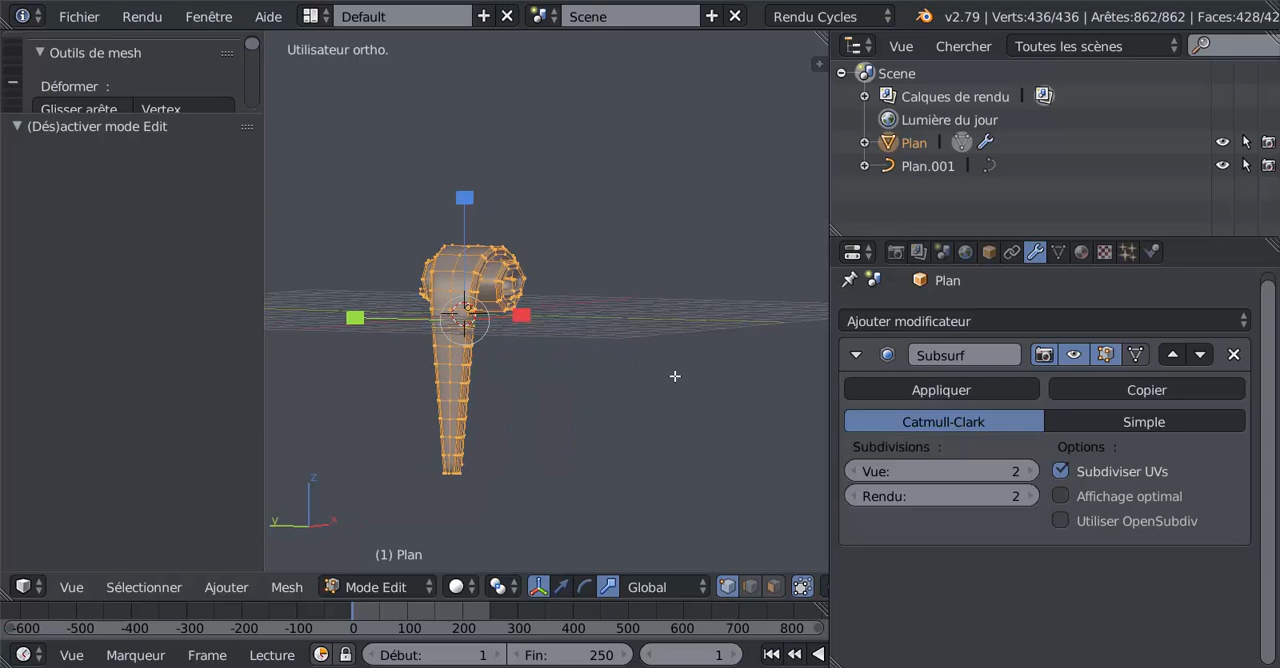 Fichier Rendu Fenêtre Aide Default Scene Rendu Cycles v2.79 | Verts:436/436 | Arêtes:862/862 | Faces:428/42
Outils de mesh
Déformer :
Glisser arête Vertex
(Dés)activer mode Edit
Utilisateur ortho.
z
y x
(1) Plan
Vue Chercher Toutes les scènes
Scene
Calques de rendu
Lumière du jour
Plan
Plan.001
Plan
Ajouter modificateur
Subsurf
Appliquer Copier
Catmull-Clark Simple
Subdivisions : Options :
Vue: 2 Subdiviser UVs
Rendu: 2 Affichage optimal
Utiliser OpenSubdiv
Vue Sélectionner Ajouter Mesh Mode Edit Global
-600 -500 -400 -300 -200 -100 0 100 200 300 400 500 600 700 800
Vue Marqueur Frame Lecture Début: 1 Fin: 250 1